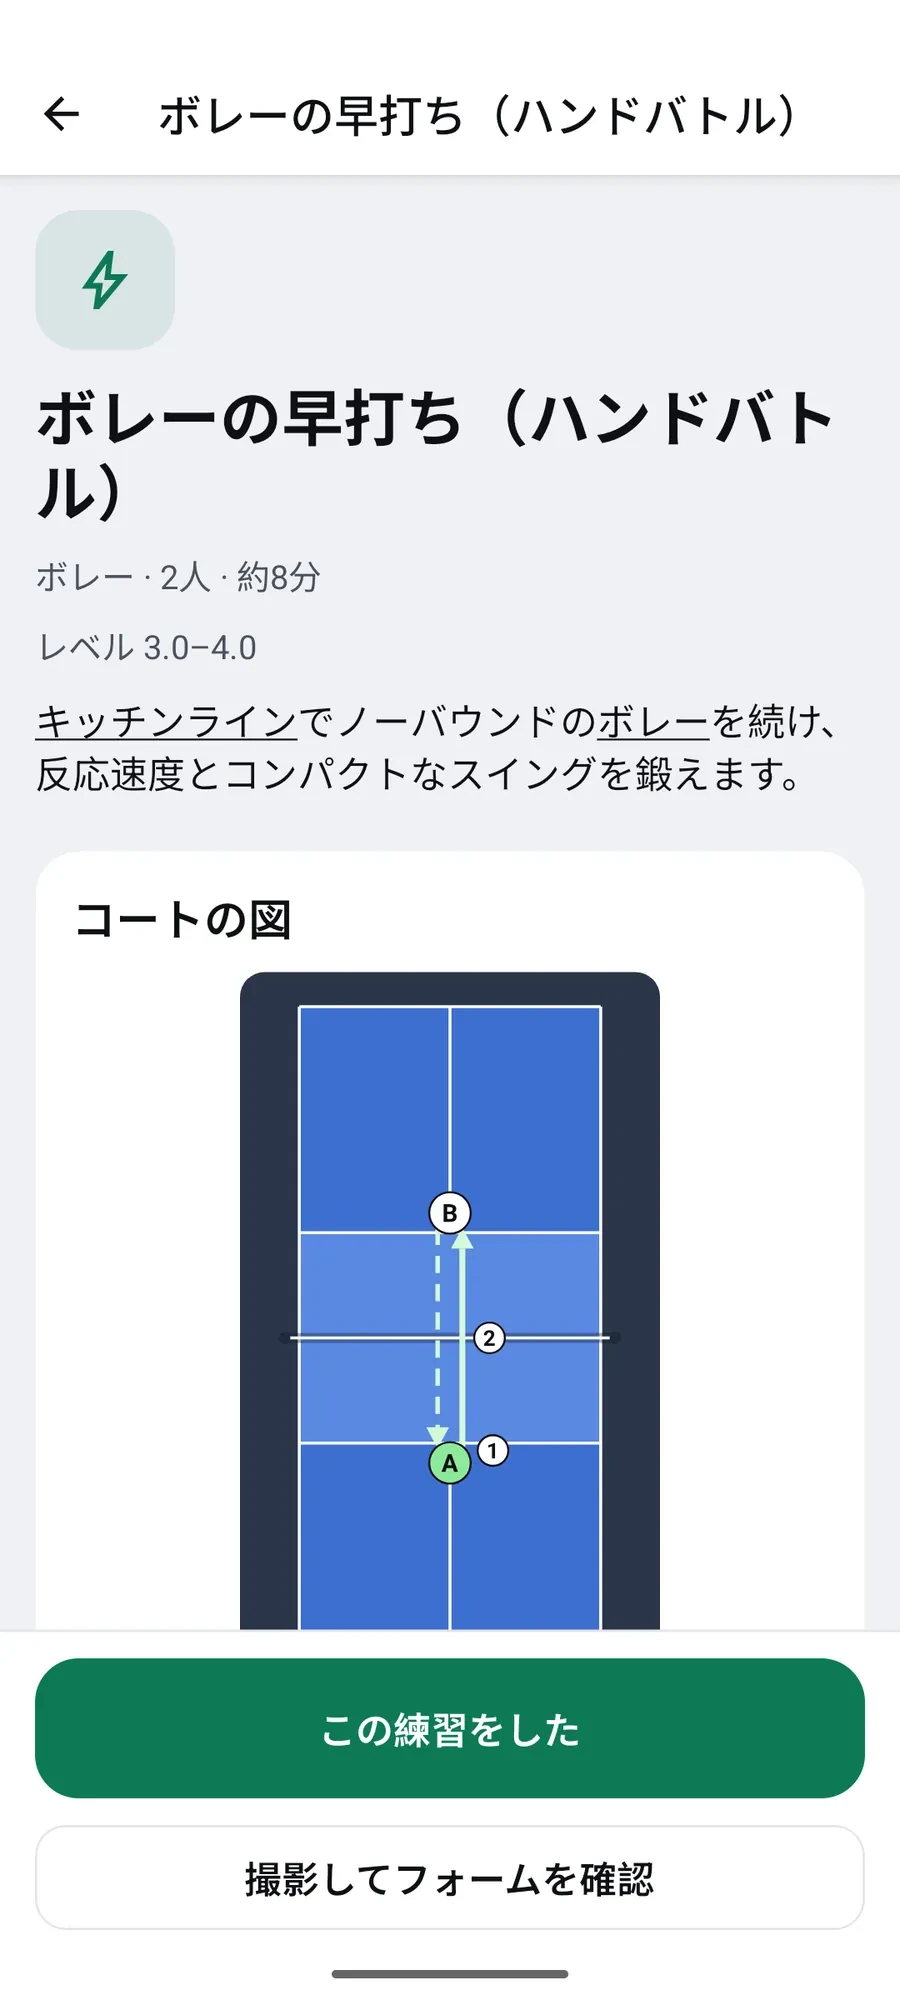 ボレーの早打ち（ハンドバトル）
ボレーの早打ち（ハンドバト
ル）
ボレー · 2人 · 約8分
レベル 3.0–4.0
キッチンラインでノーバウンドのボレーを続け、
反応速度とコンパクトなスイングを鍛えます。
コートの図
B
2
1
A
この練習をした
撮影してフォームを確認